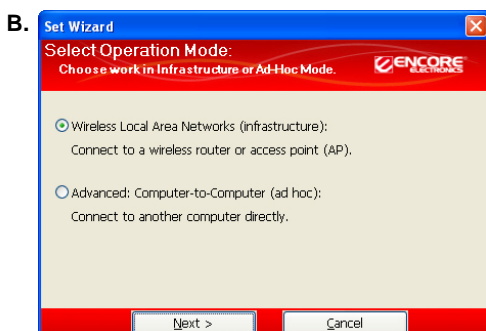 B.
Set Wizard
Select Operation Mode:
Choose work in Infrastructure or Ad-Hoc Mode.
ENCORE
ELECTRONICS
Wireless Local Area Networks (infrastructure):
Connect to a wireless router or access point (AP).
Advanced: Computer-to-Computer (ad hoc):
Connect to another computer directly.
Next > Cancel